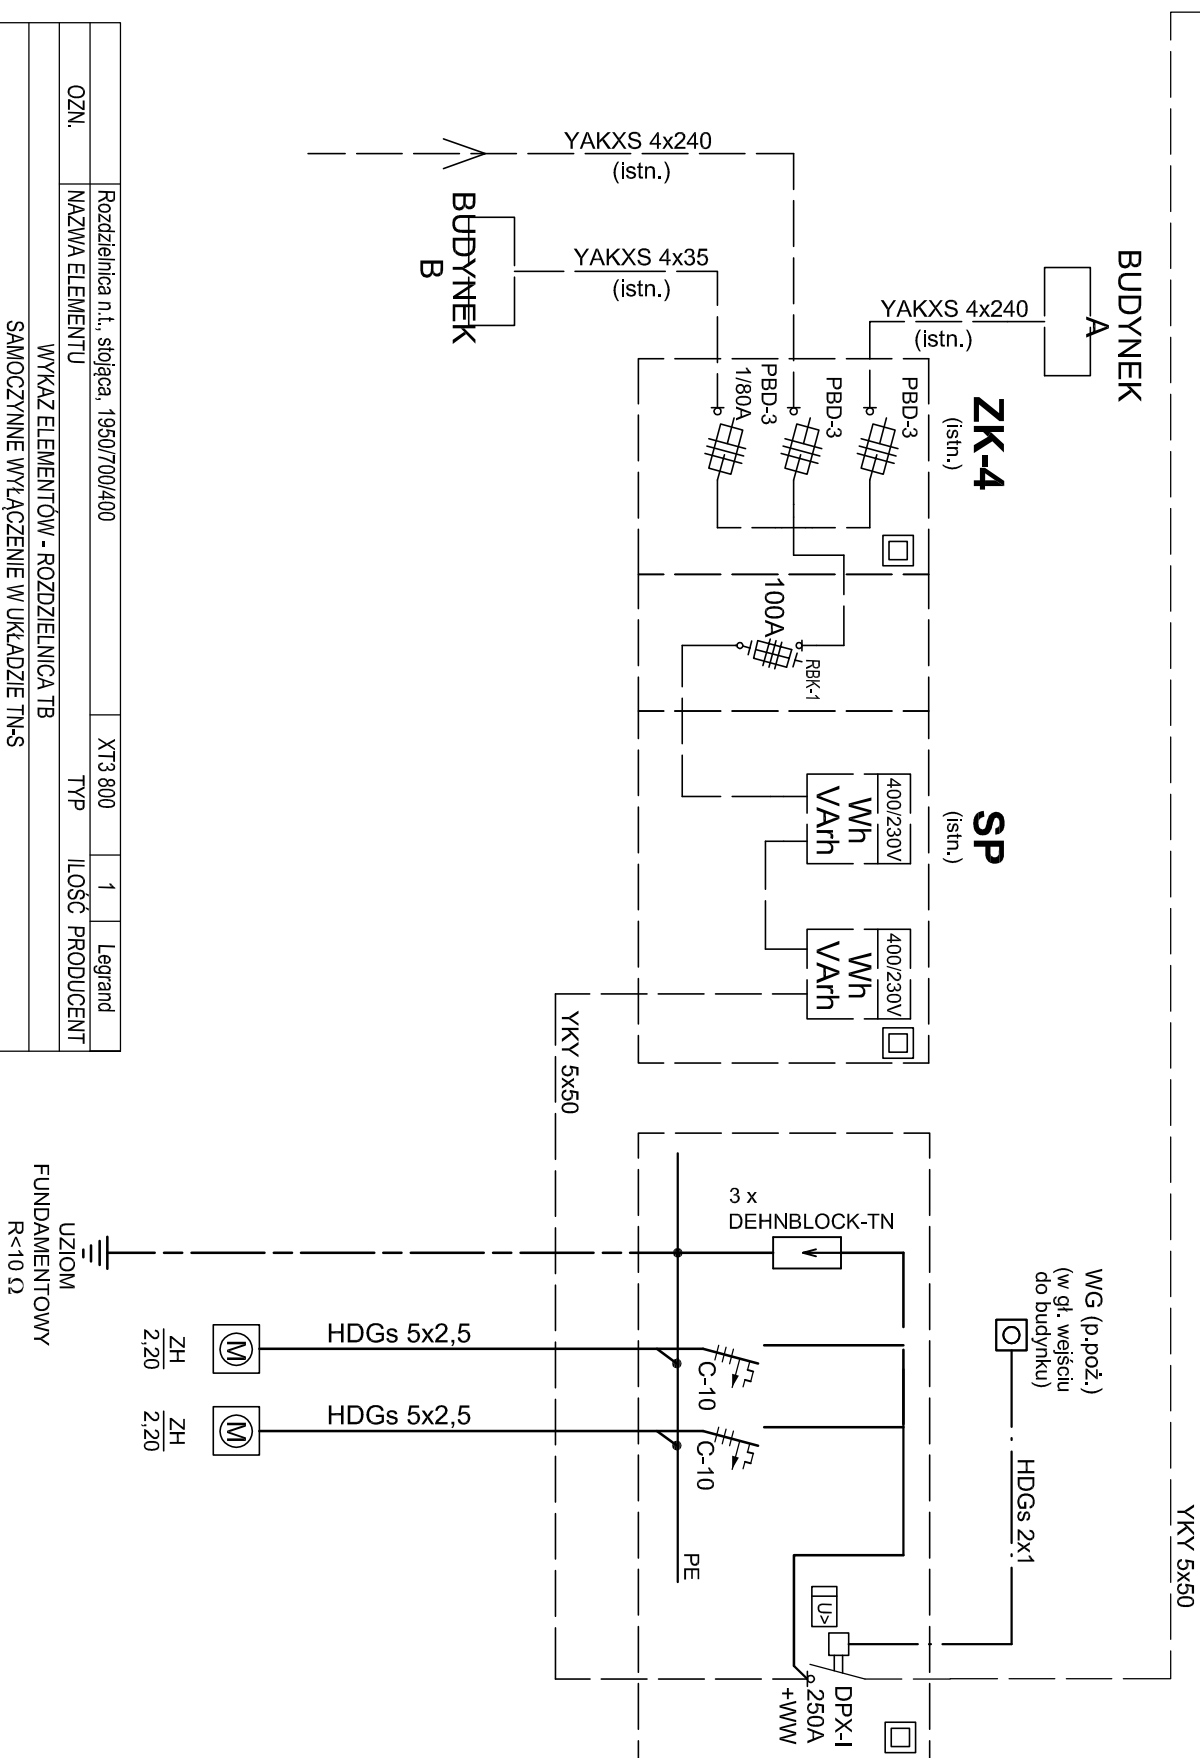 BUDYNEK
A
YAKXS 4x240
(istn.)
YAKXS 4x240
(istn.)
YAKXS 4x35
(istn.)
BUDYNEK
B
ZK-4
(istn.)
PBD-3
PBD-3
PBD-3
1/80A
100A
RBK-1
SP
(istn.)
400/230V
Wh
VArh
400/230V
Wh
VArh
YKY 5x50
YKY 5x50
WG (p.poż.)
(w gł. wejściu
do budynku)
HDGs 2x1
3 x
DEHNBLOCK-TN
U>
DPX-I
250A
+WW
C-10
C-10
PE
HDGs 5x2,5
HDGs 5x2,5
M
ZH
2,20
M
ZH
2,20
UZIOM
FUNDAMENTOWY
R<10 Ω
Rozdzielnica n.t., stojąca, 1950/700/400 XT3 800 1 Legrand
OZN. NAZWA ELEMENTU TYP ILOŚĆ PRODUCENT
WYKAZ ELEMENTÓW - ROZDZIELNICA TB
SAMOCZYNNE WYŁĄCZENIE W UKŁADZIE TN-S